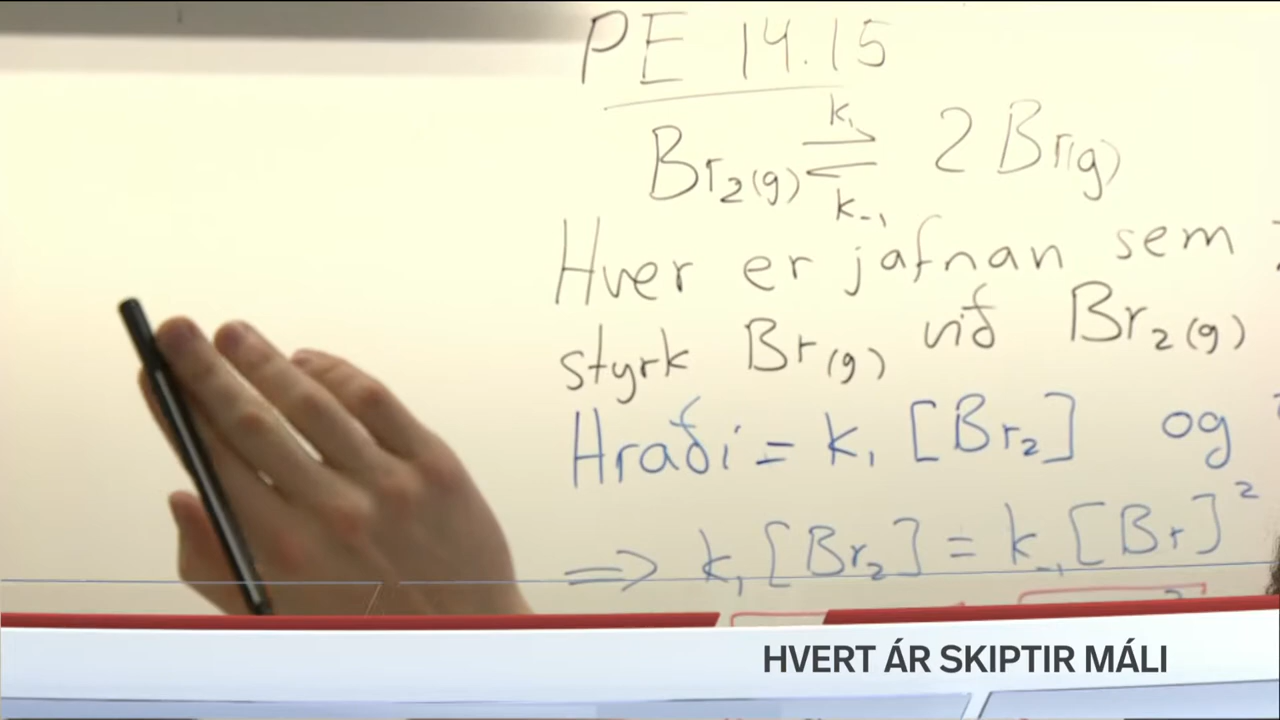 PE 14.15
k₁
Br₂(g) ⇌ 2 Br(g)
k₋₁
Hver er jafnan sem
styrk Br(g) við Br₂(g)
Hraði = k₁ [Br₂] og
⇒ k₁ [Br₂] = k₋₁ [Br]²
HVERT ÁR SKIPTIR MÁLI